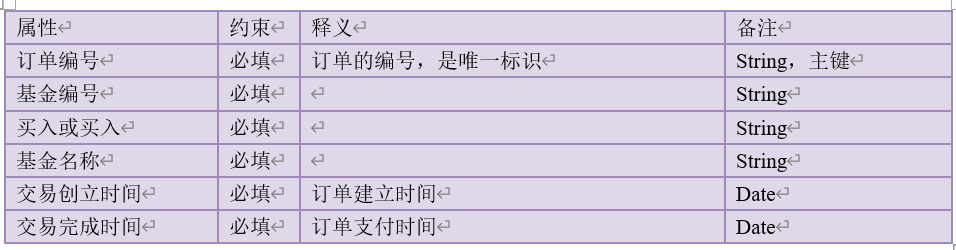 属性 约束 释义 备注
订单编号 必填 订单的编号，是唯一标识 String，主键
基金编号 必填 String
买入或买入 必填 String
基金名称 必填 String
交易创立时间 必填 订单建立时间 Date
交易完成时间 必填 订单支付时间 Date